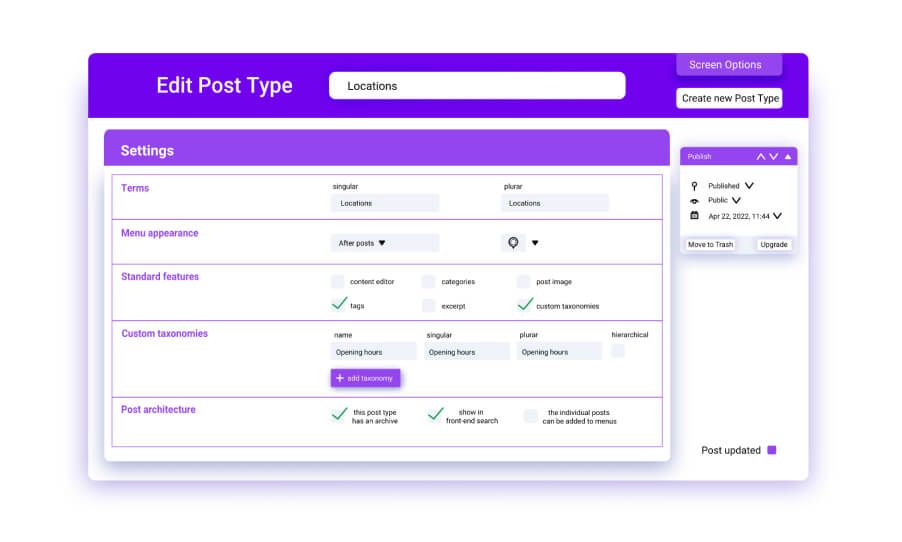 Screen Options
Edit Post Type
Locations
Create new Post Type
Settings
Publish
Terms
singular
plurar
Locations
Locations
Published
Public
Apr 22, 2022, 11:44
Move to Trash
Upgrade
Menu appearance
After posts
Standard features
content editor
categories
post image
tags
excerpt
custom taxonomies
Custom taxonomies
name
singular
plurar
hierarchical
Opening hours
Opening hours
Opening hours
+ add taxonomy
Post architecture
this post type
has an archive
show in
front-end search
the individual posts
can be added to menus
Post updated